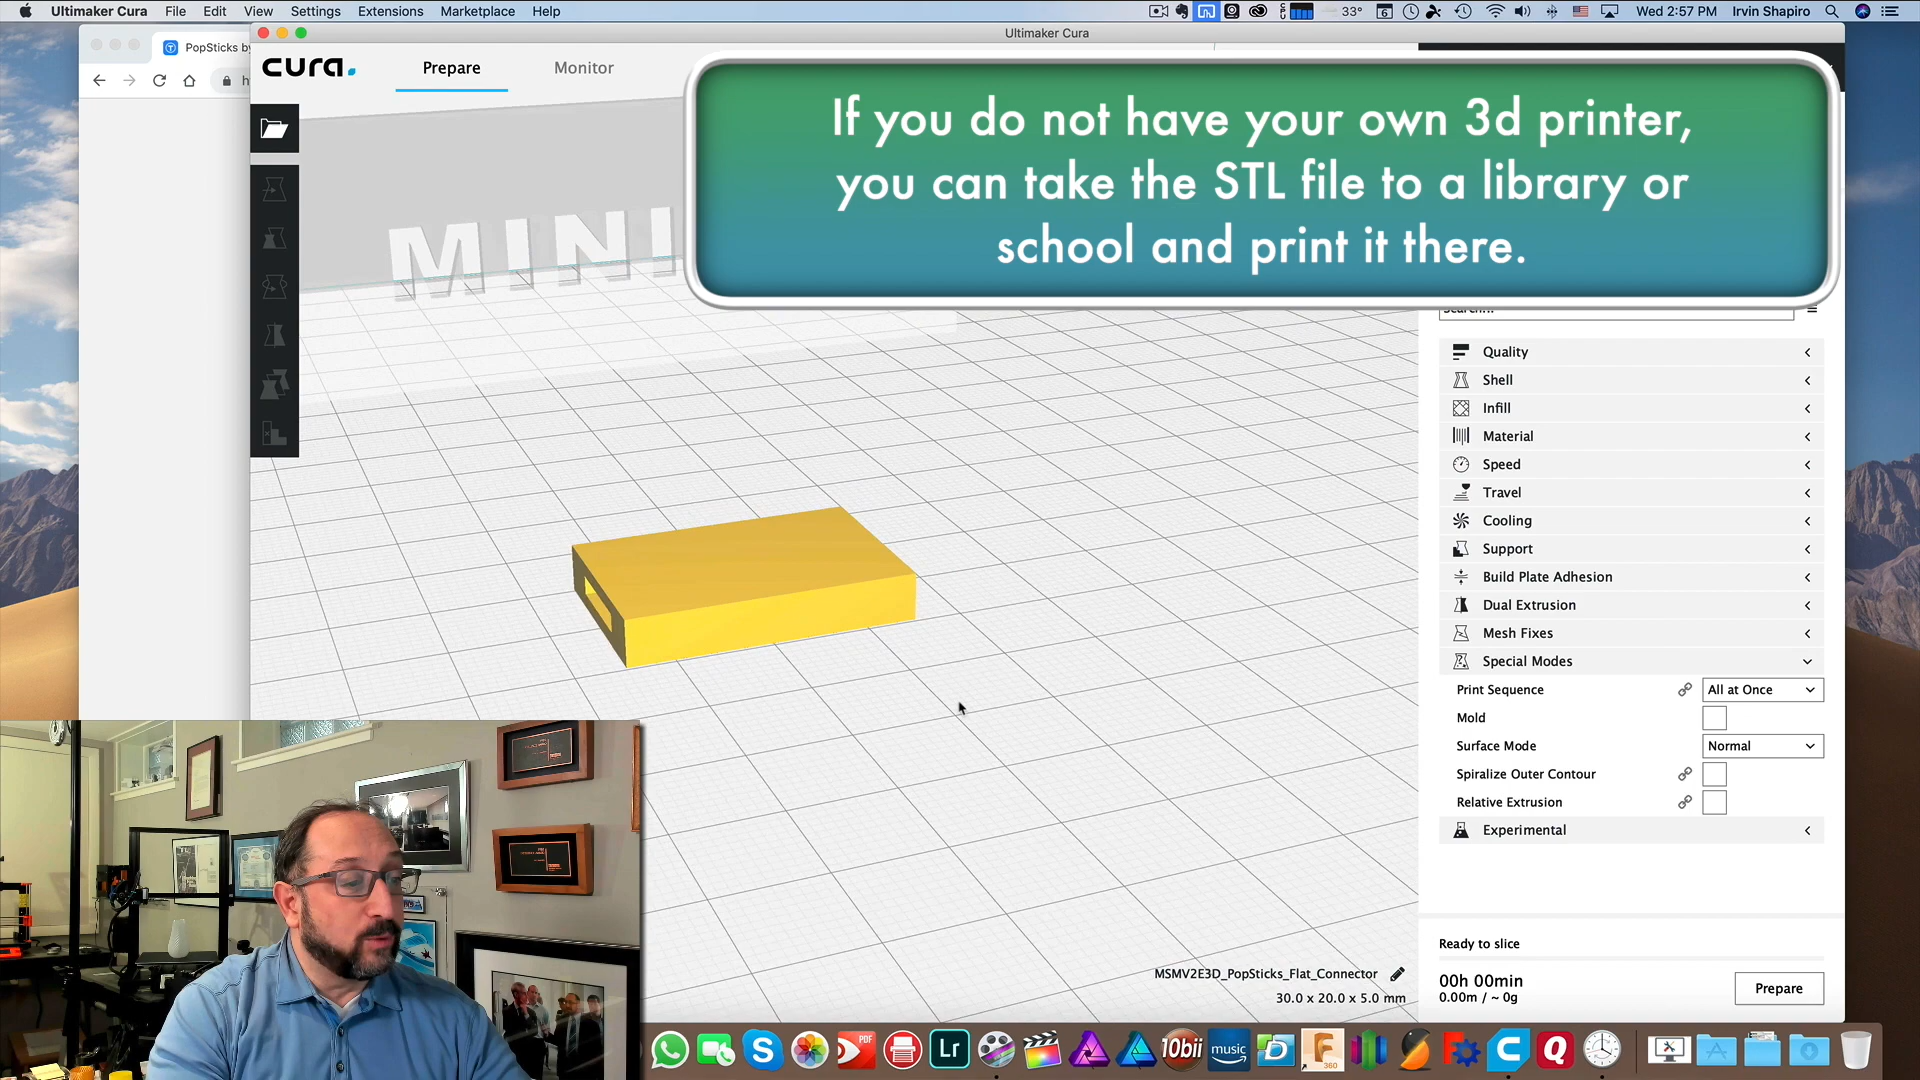 Ultimaker Cura File Edit View Settings Extensions Marketplace Help
33° Wed 2:57 PM Irvin Shapiro
PopSticks by
Ultimaker Cura
cura.
Prepare Monitor
If you do not have your own 3d printer,
you can take the STL file to a library or
school and print it there.
MINI
Quality
Shell
Infill
Material
Speed
Travel
Cooling
Support
Build Plate Adhesion
Dual Extrusion
Mesh Fixes
Special Modes
Print Sequence All at Once
Mold
Surface Mode Normal
Spiralize Outer Contour
Relative Extrusion
Experimental
Ready to slice
00h 00min
0.00m / ~ 0g
Prepare
MSMV2E3D_PopSticks_Flat_Connector
30.0 x 20.0 x 5.0 mm
PDF
Lr
10bii
music
F
360
C
Q